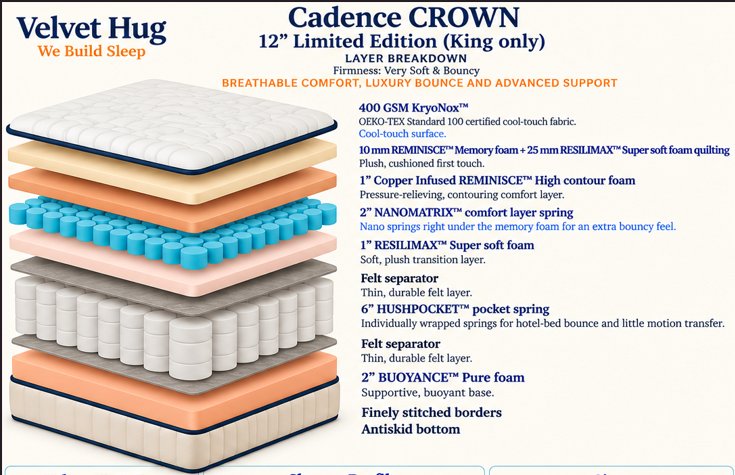 Velvet Hug
We Build Sleep
Cadence CROWN
12” Limited Edition (King only)
LAYER BREAKDOWN
Firmness: Very Soft & Bouncy
BREATHABLE COMFORT, LUXURY BOUNCE AND ADVANCED SUPPORT
400 GSM KryoNox™
OEKO-TEX Standard 100 certified cool-touch fabric.
Cool-touch surface.
10 mm REMINISCE™ Memory foam + 25 mm RESILIMAX™ Super soft foam quilting
Plush, cushioned first touch.
1” Copper Infused REMINISCE™ High contour foam
Pressure-relieving, contouring comfort layer.
2” NANOMATRIX™ comfort layer spring
Nano springs right under the memory foam for an extra bouncy feel.
1” RESILIMAX™ Super soft foam
Soft, plush transition layer.
Felt separator
Thin, durable felt layer.
6” HUSHPOCKET™ pocket spring
Individually wrapped springs for hotel-bed bounce and little motion transfer.
Felt separator
Thin, durable felt layer.
2” BUOYANCE™ Pure foam
Supportive, buoyant base.
Finely stitched borders
Antiskid bottom